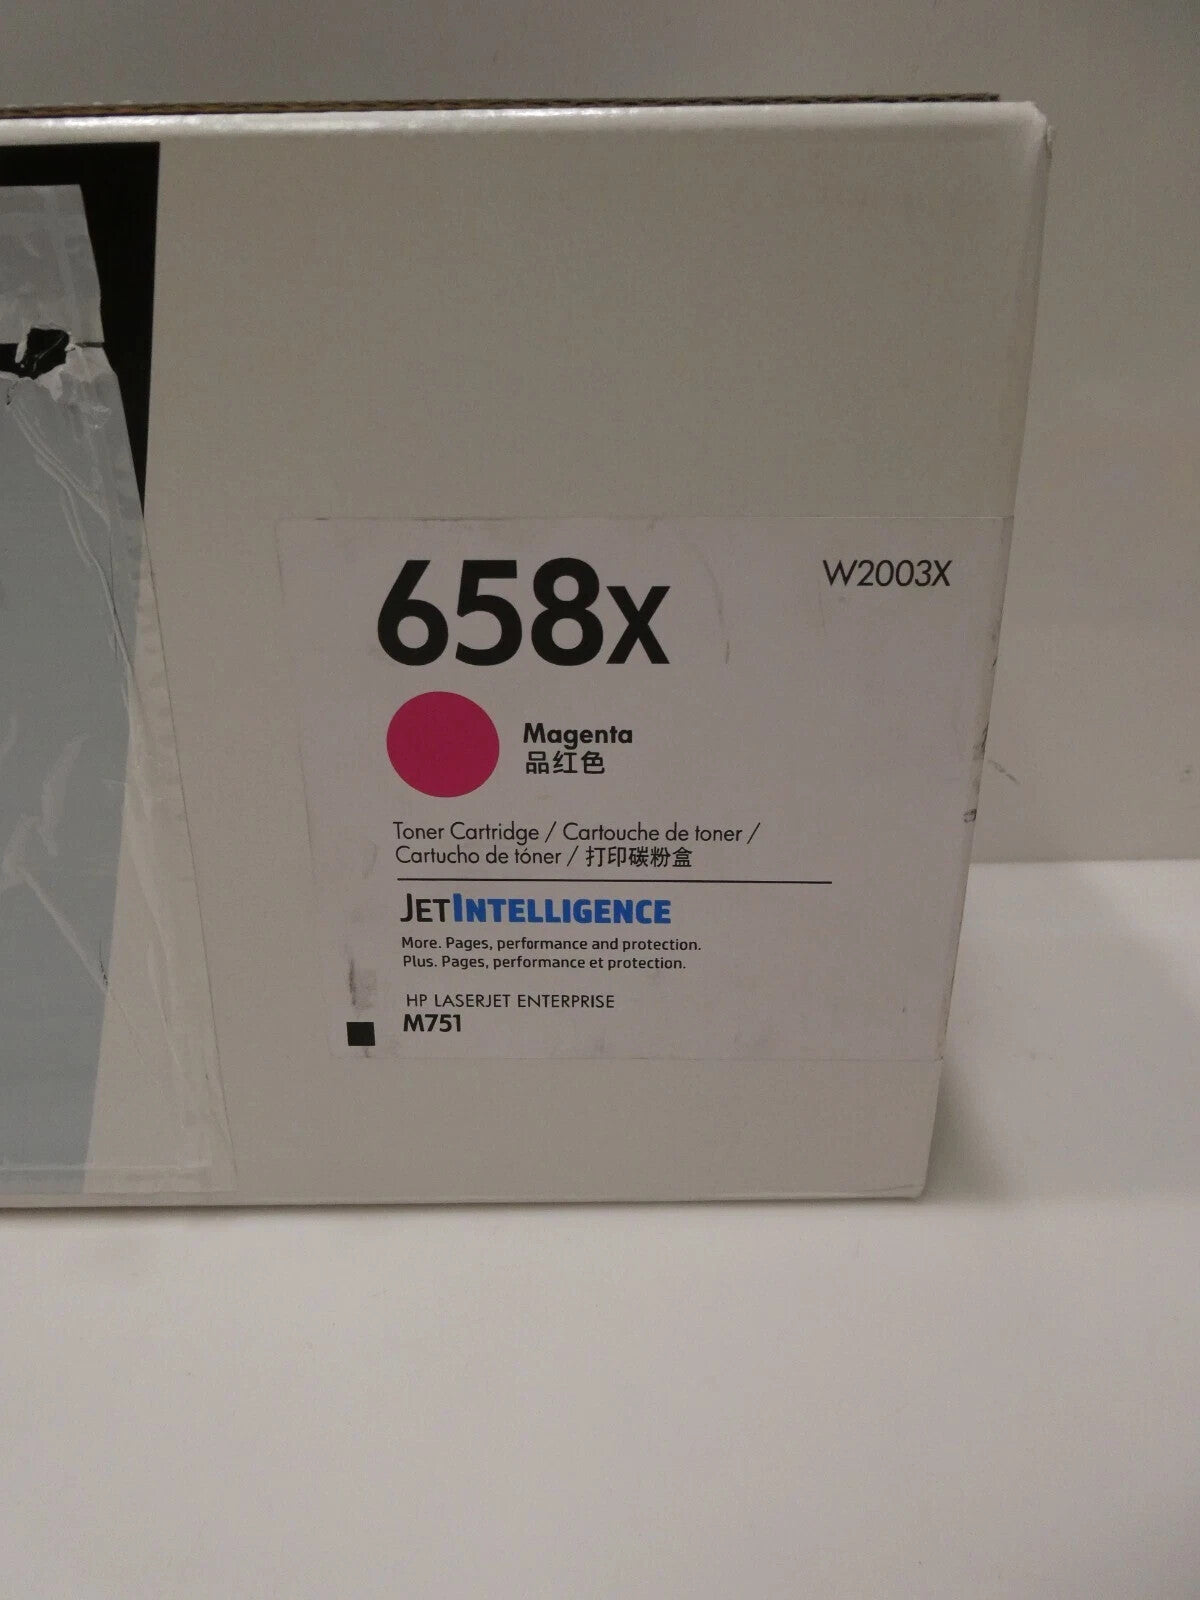 658X
W2003X
Magenta
品红色
Toner Cartridge / Cartouche de toner /
Cartucho de tóner / 打印碳粉盒
JETINTELLIGENCE
More. Pages, performance and protection.
Plus. Pages, performance et protection.
HP LASERJET ENTERPRISE
M751